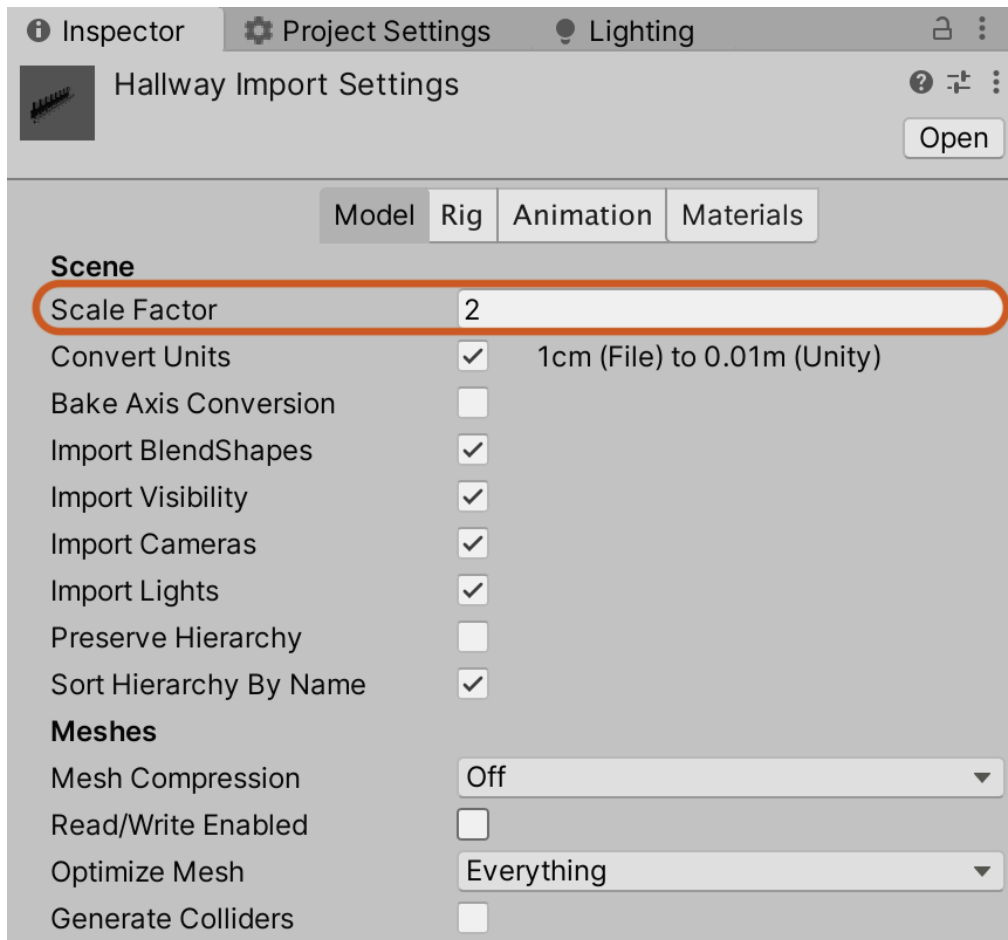 Inspector Project Settings Lighting
Hallway Import Settings
Open
Model Rig Animation Materials
Scene
Scale Factor 2
Convert Units 1cm (File) to 0.01m (Unity)
Bake Axis Conversion
Import BlendShapes
Import Visibility
Import Cameras
Import Lights
Preserve Hierarchy
Sort Hierarchy By Name
Meshes
Mesh Compression Off
Read/Write Enabled
Optimize Mesh Everything
Generate Colliders